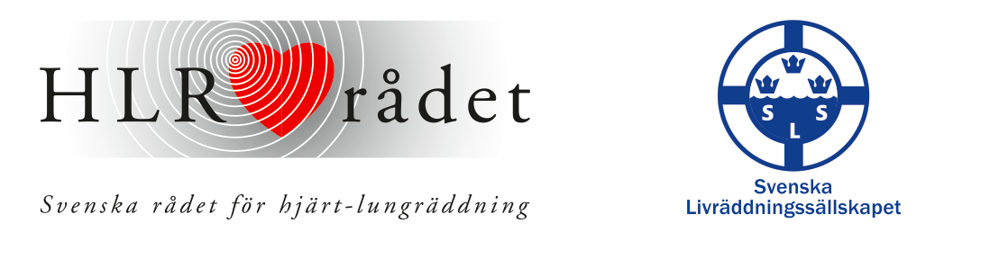 HLR rådet
Svenska rådet för hjärt-lungräddning
S S
L
Svenska
Livräddningssällskapet